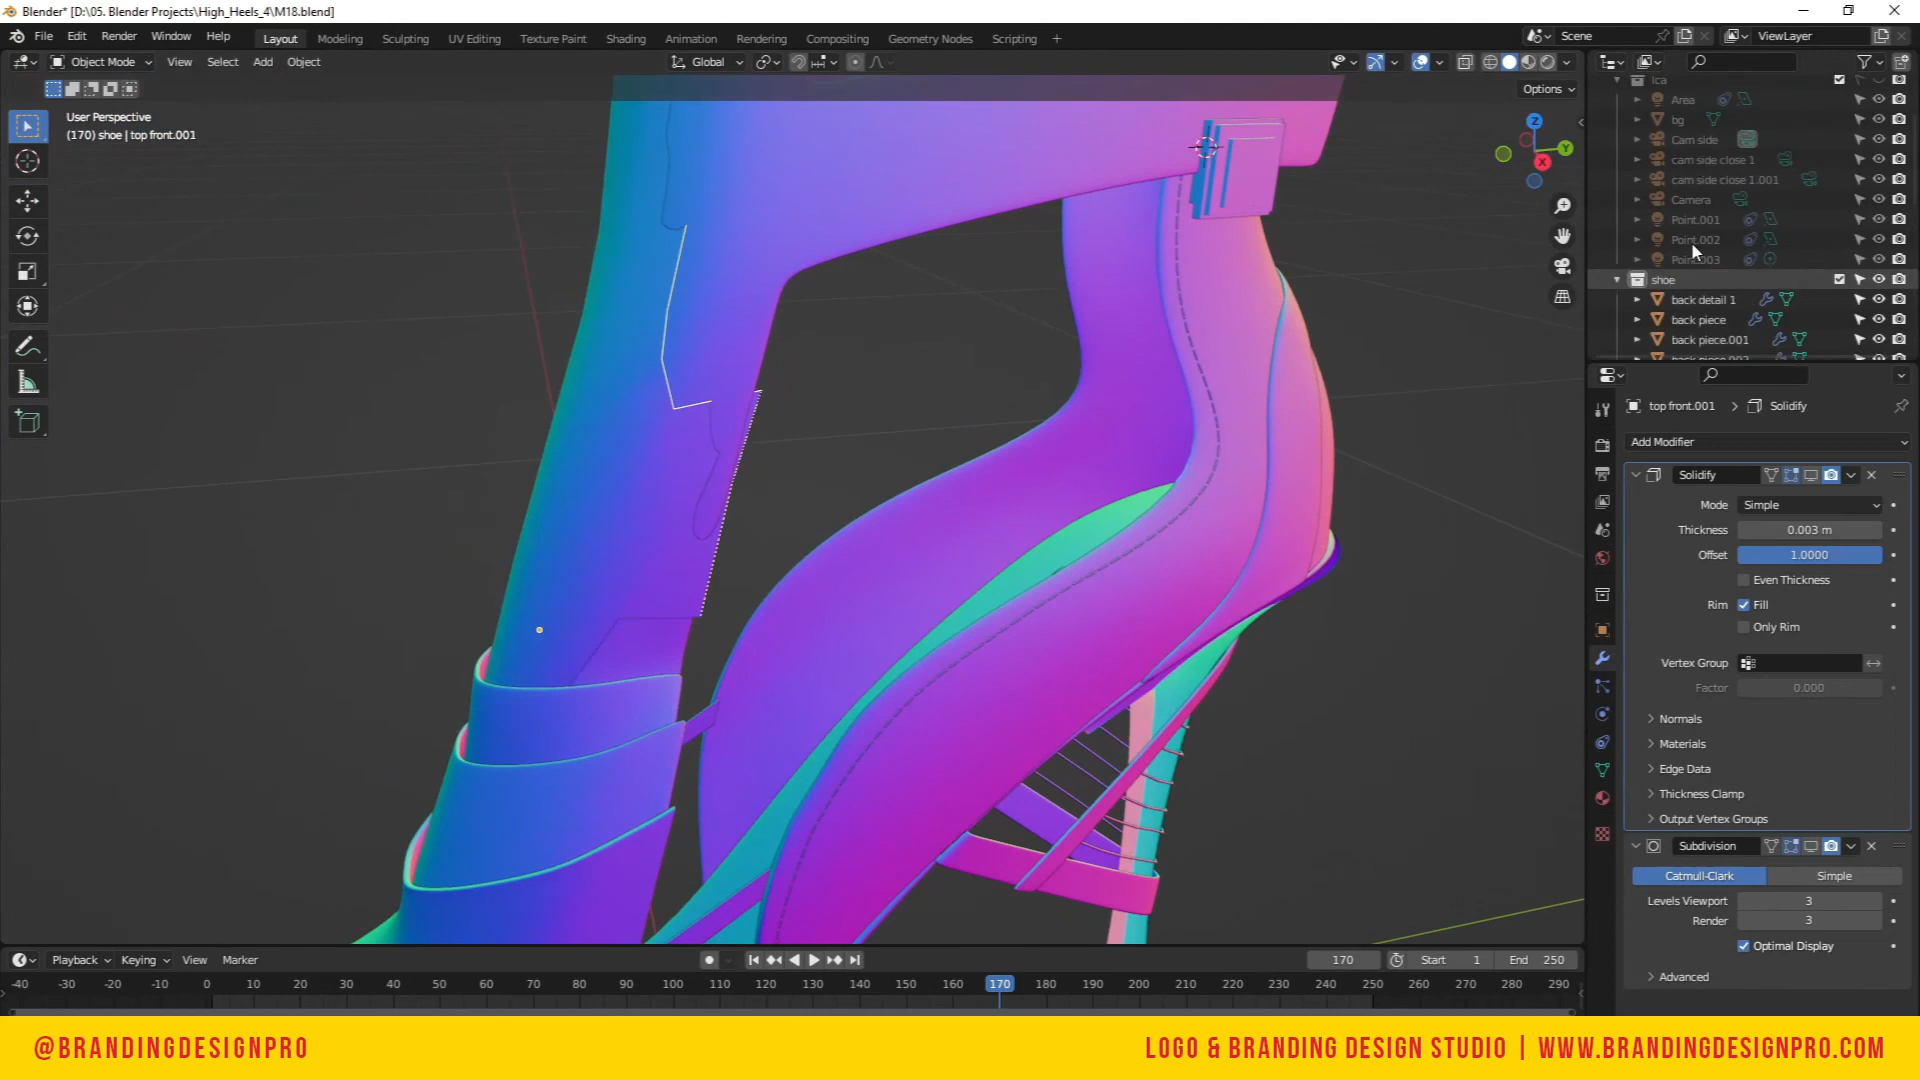 Blender* [D:\05. Blender Projects\High_Heels_4\M18.blend]
File Edit Render Window Help Layout Modeling Sculpting UV Editing Texture Paint Shading Animation Rendering Compositing Geometry Nodes Scripting + Scene ViewLayer
Object Mode View Select Add Object Global
Options
User Perspective
(170) shoe | top front.001
Z
Y
X
lca
Area
bg
Cam side
cam side close 1
cam side close 1.001
Camera
Point.001
Point.002
Point.003
shoe
back detail 1
back piece
back piece.001
back piece.002
top front.001 > Solidify
Add Modifier
Solidify
Mode Simple
Thickness 0.003 m
Offset 1.0000
Even Thickness
Rim Fill
Only Rim
Vertex Group
Factor 0.000
Normals
Materials
Edge Data
Thickness Clamp
Output Vertex Groups
Subdivision
Catmull-Clark Simple
Levels Viewport 3
Render 3
Optimal Display
Advanced
Playback Keying View Marker 170 Start 1 End 250
-40 -30 -20 -10 0 10 20 30 40 50 60 70 80 90 100 110 120 130 140 150 160 170 180 190 200 210 220 230 240 250 260 270 280 290
@BRANDINGDESIGNPRO
LOGO & BRANDING DESIGN STUDIO | WWW.BRANDINGDESIGNPRO.COM